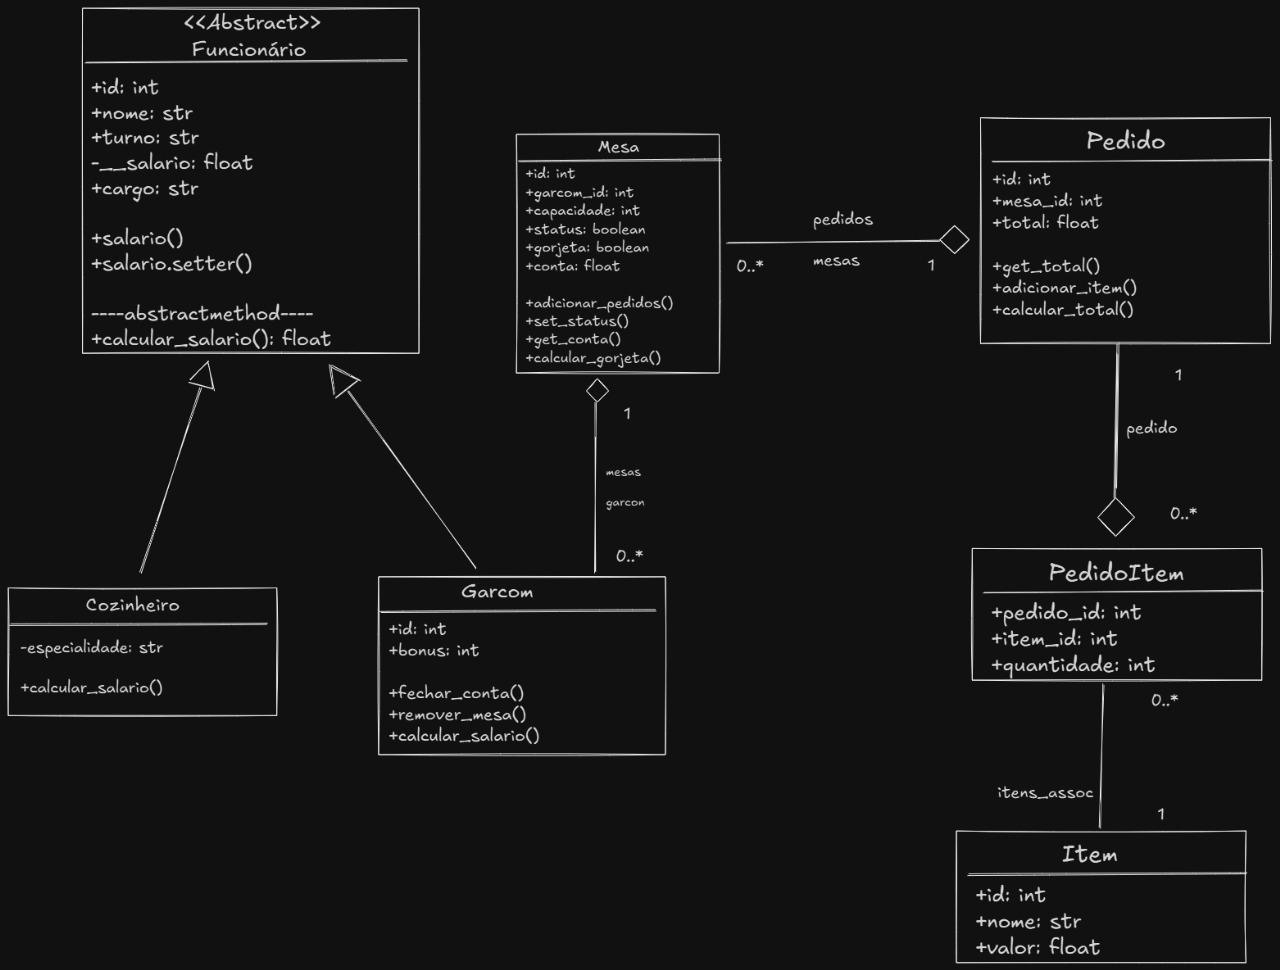 <<Abstract>>
Funcionário
+id: int
+nome: str
+turno: str
-__salario: float
+cargo: str
+salario()
+salario.setter()
----abstractmethod----
+calcular_salario(): float
Mesa
+id: int
+garcom_id: int
+capacidade: int
+status: boolean
+gorjeta: boolean
+conta: float
+adicionar_pedidos()
+set_status()
+get_conta()
+calcular_gorjeta()
pedidos
0..*
mesas
1
Pedido
+id: int
+mesa_id: int
+total: float
+get_total()
+adicionar_item()
+calcular_total()
1
mesas
garcon
0..*
1
pedido
0..*
Cozinheiro
-especialidade: str
+calcular_salario()
Garcom
+id: int
+bonus: int
+fechar_conta()
+remover_mesa()
+calcular_salario()
PedidoItem
+pedido_id: int
+item_id: int
+quantidade: int
0..*
itens_assoc
1
Item
+id: int
+nome: str
+valor: float